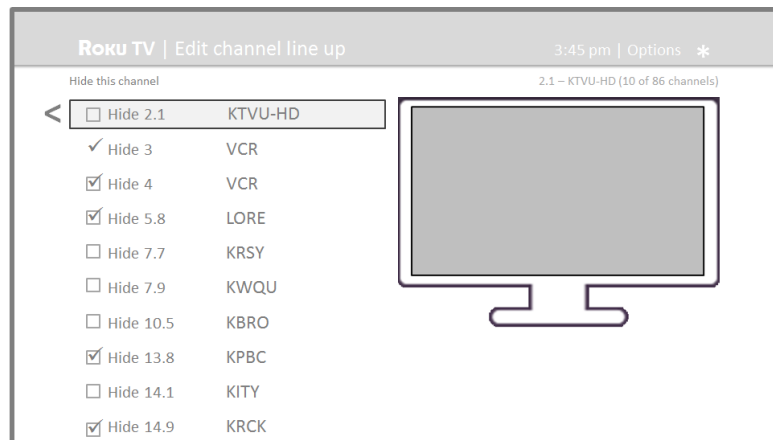 ROKU TV | Edit channel line up
3:45 pm | Options *
Hide this channel
2.1 – KTVU-HD (10 of 86 channels)
<
Hide 2.1 KTVU-HD
Hide 3 VCR
Hide 4 VCR
Hide 5.8 LORE
Hide 7.7 KRSY
Hide 7.9 KWQU
Hide 10.5 KBRO
Hide 13.8 KPBC
Hide 14.1 KITY
Hide 14.9 KRCK